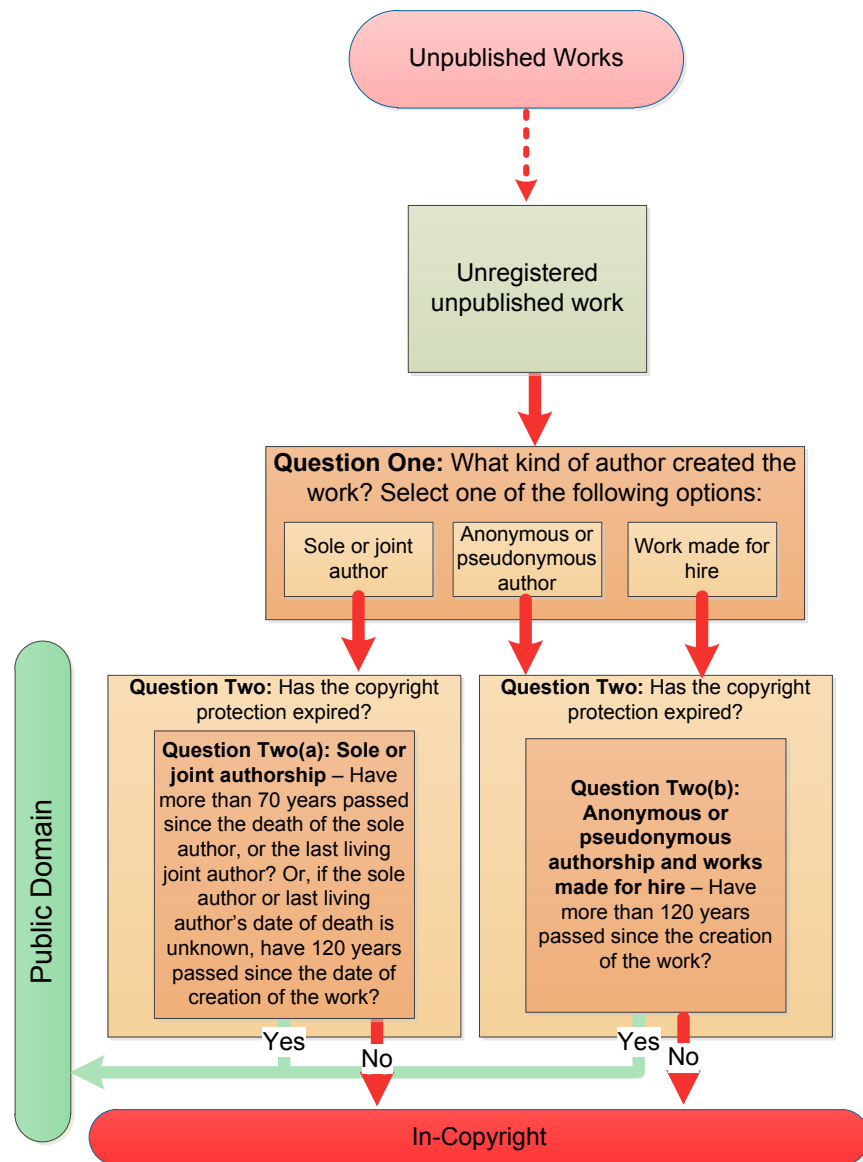 Unpublished Works
Unregistered
unpublished work
Question One: What kind of author created the
work? Select one of the following options:
Sole or joint
author
Anonymous or
pseudonymous
author
Work made for
hire
Question Two: Has the copyright
protection expired?
Question Two(a): Sole or
joint authorship – Have
more than 70 years passed
since the death of the sole
author, or the last living
joint author? Or, if the sole
author or last living
author's date of death is
unknown, have 120 years
passed since the date of
creation of the work?
Question Two: Has the copyright
protection expired?
Question Two(b):
Anonymous or
pseudonymous
authorship and works
made for hire – Have
more than 120 years
passed since the creation
of the work?
Public Domain
Yes
No
Yes
No
In-Copyright